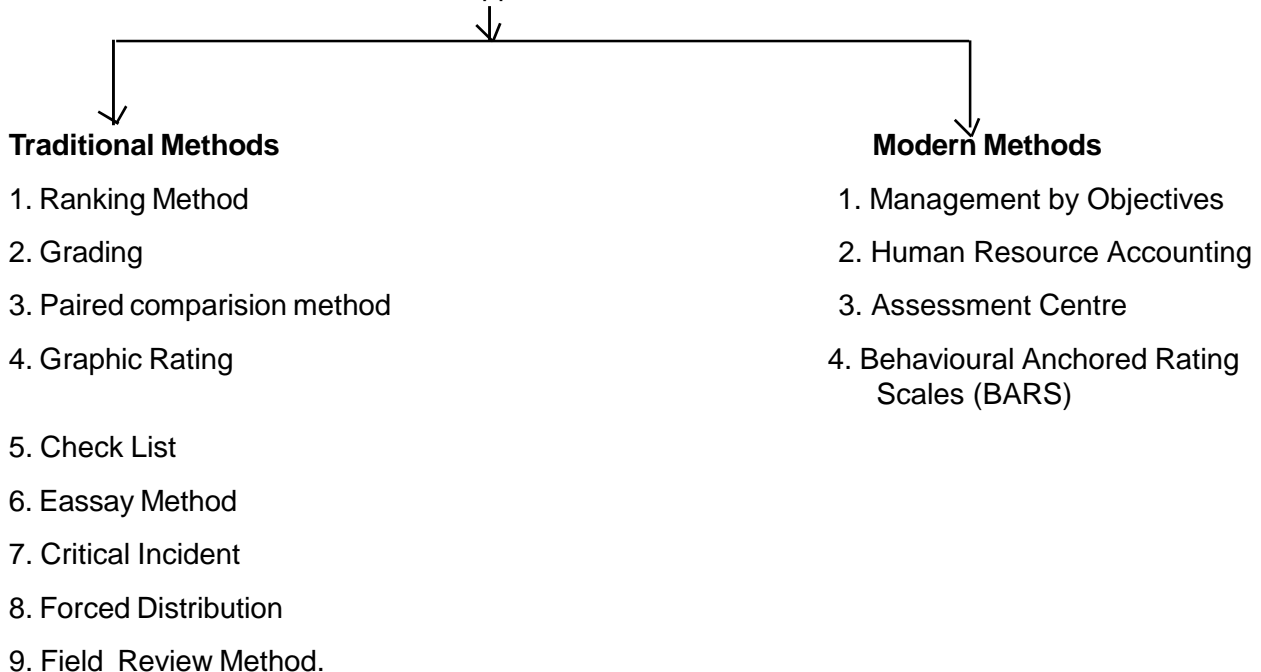 Traditional Methods
1. Ranking Method
2. Grading
3. Paired comparision method
4. Graphic Rating
5. Check List
6. Eassay Method
7. Critical Incident
8. Forced Distribution
9. Field Review Method.
Modern Methods
1. Management by Objectives
2. Human Resource Accounting
3. Assessment Centre
4. Behavioural Anchored Rating
Scales (BARS)